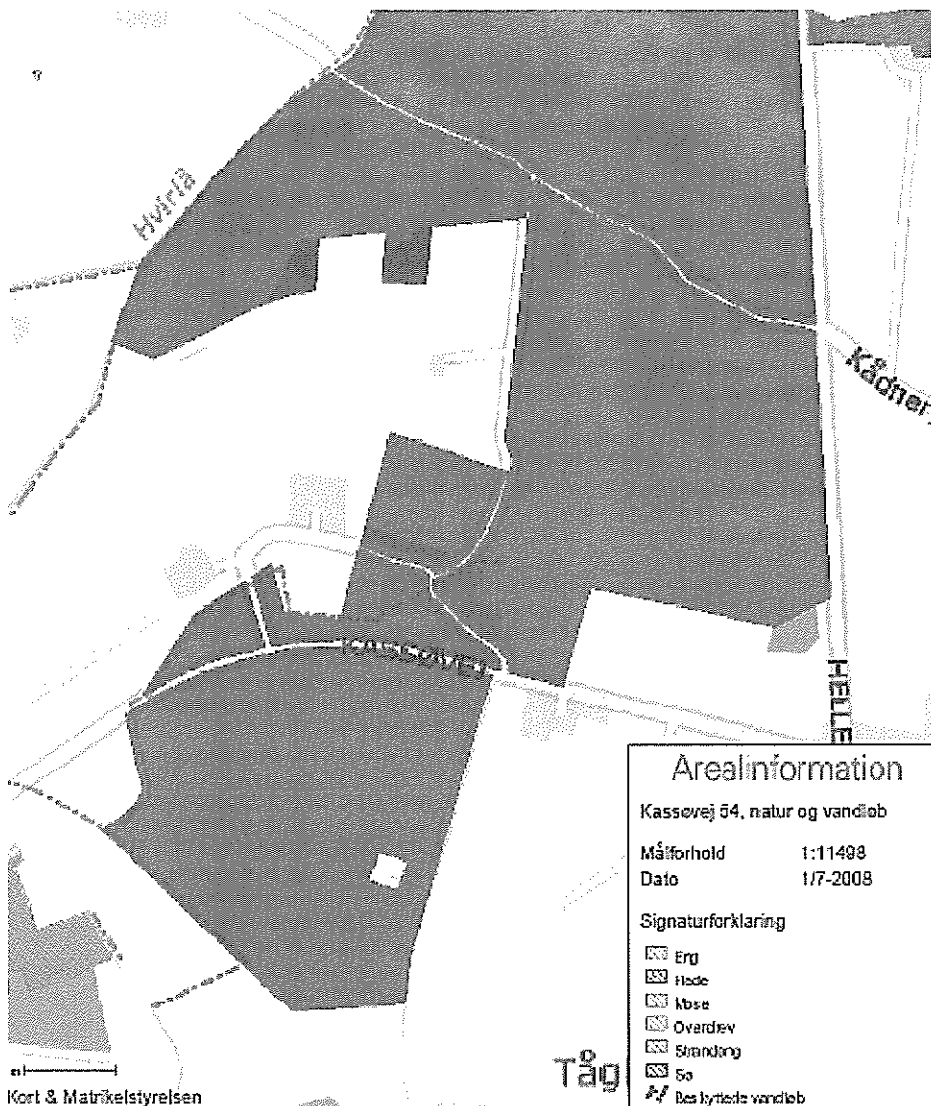 Hvirlå
Kådner
KASSØVEJ
HELLE
Tåg
Arealinformation
Kassøvej 54, natur og vandløb
Målforhold 1:11498
Dato 1/7-2008
Signaturforklaring
Eng
Hede
Mose
Overdrev
Strandeng
Sø
Beskyttede vandløb
Kort & Matrikelstyrelsen